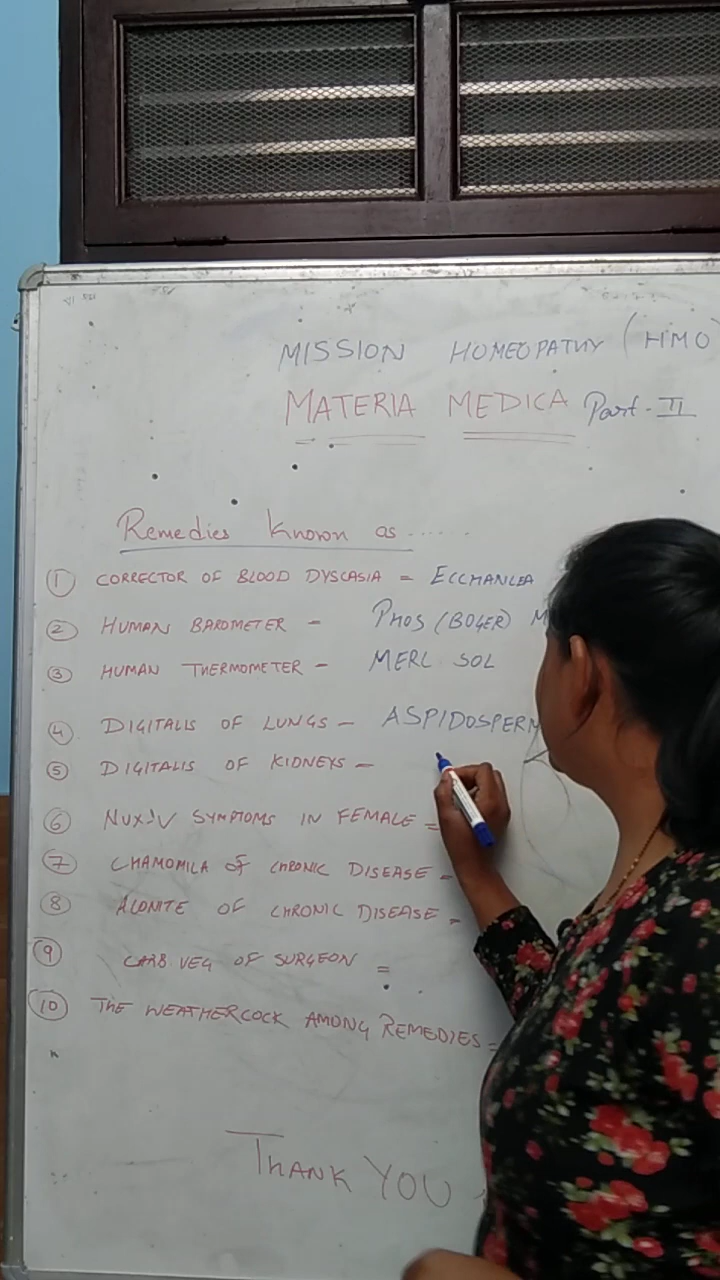 MISSION HOMEOPATHY (HMO)
MATERIA MEDICA Part-II
Remedies Known as ......
① CORRECTOR OF BLOOD DYSCASIA = ECCHANCEA
② HUMAN BAROMETER - PHOS (BOGER) M
③ HUMAN THERMOMETER - MERC SOL
④ DIGITALIS OF LUNGS - ASPIDOSPERM
⑤ DIGITALIS OF KIDNEYS -
⑥ NUX.V SYMPTOMS IN FEMALE =
⑦ CHAMOMILA of CHRONIC DISEASE =
⑧ ACONITE OF CHRONIC DISEASE =
⑨ CARB VEG OF SURGEON =
⑩ THE WEATHERCOCK AMONG REMEDIES =
THANK YOU